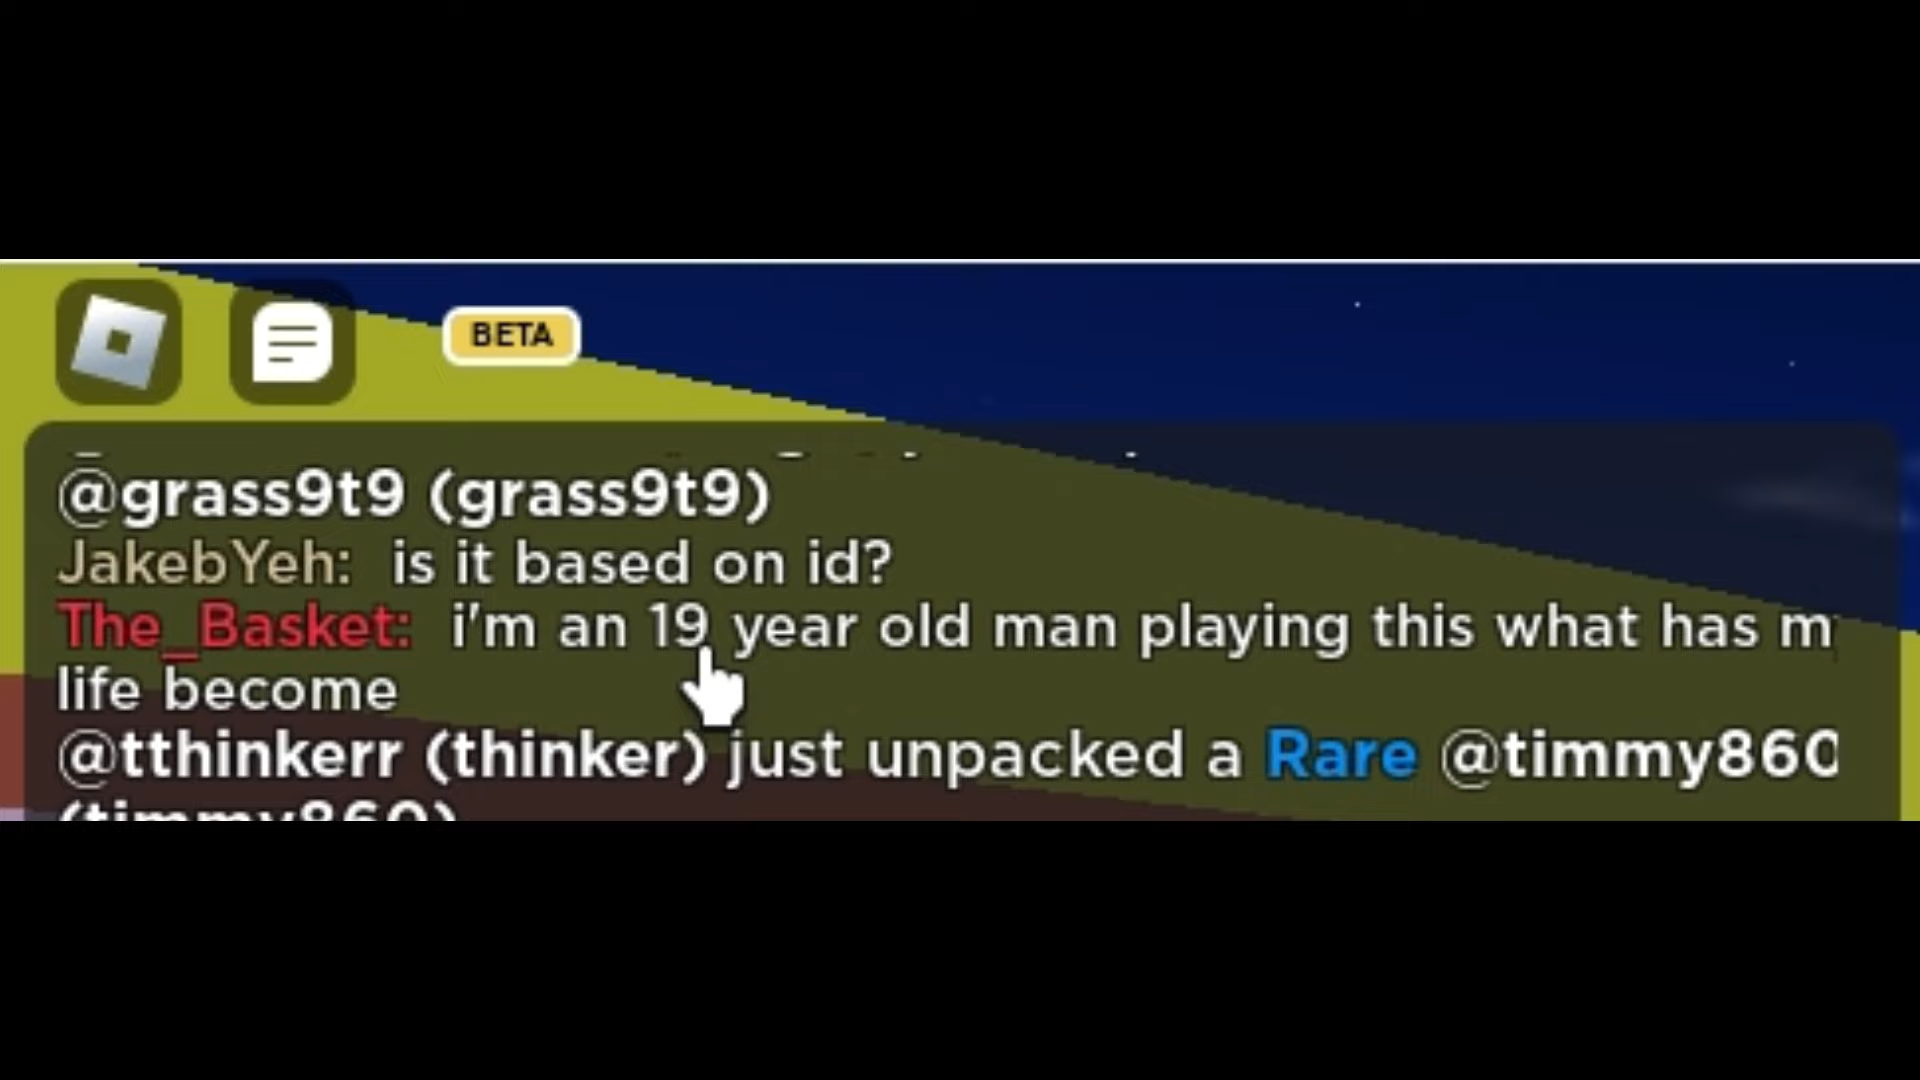 BETA
@grass9t9 (grass9t9)
JakebYeh: is it based on id?
The_Basket: i'm an 19 year old man playing this what has
life become
@tthinkerr (thinker) just unpacked a Rare @timmy860
(timmy860)